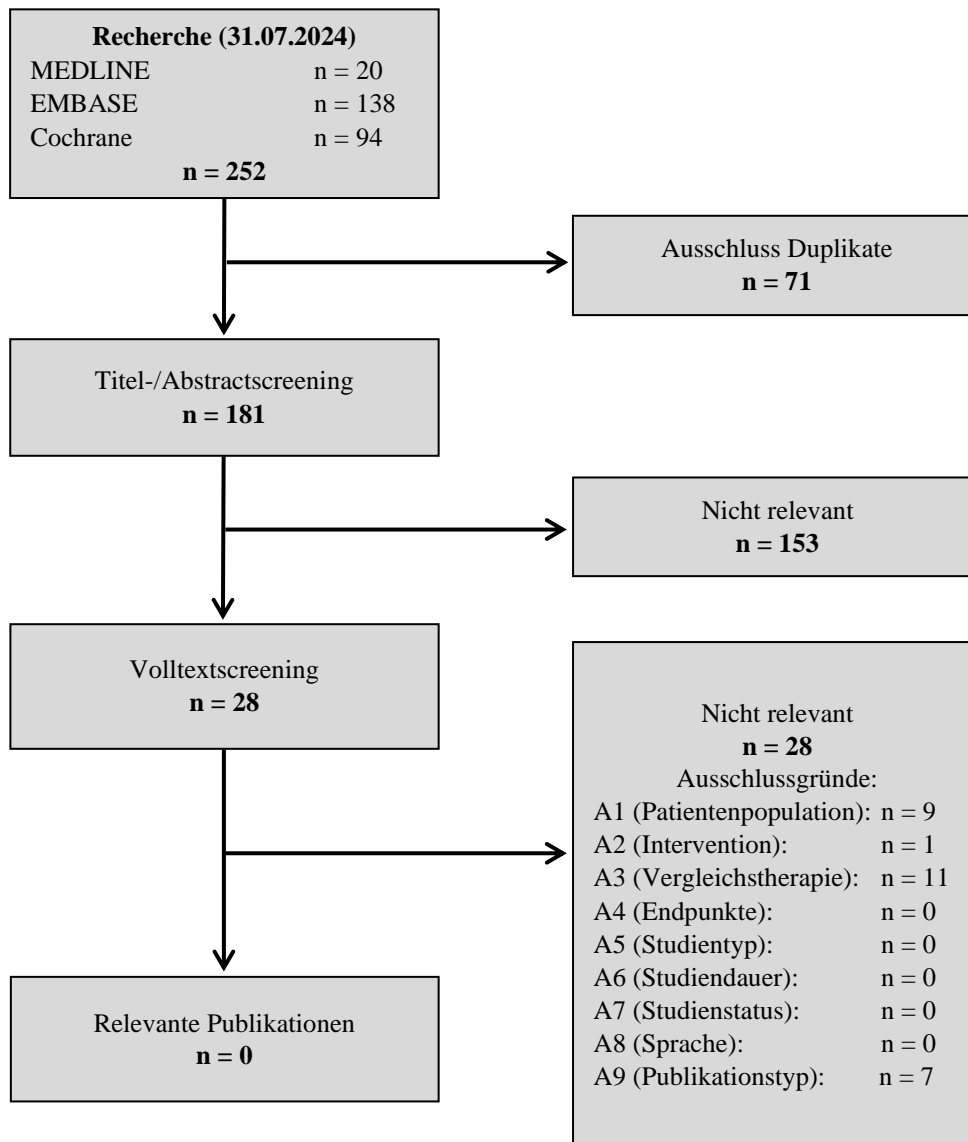 Recherche (31.07.2024)
MEDLINE n = 20
EMBASE n = 138
Cochrane n = 94
n = 252
Ausschluss Duplikate
n = 71
Titel-/Abstractscreening
n = 181
Nicht relevant
n = 153
Volltextscreening
n = 28
Nicht relevant
n = 28
Ausschlussgründe:
A1 (Patientenpopulation): n = 9
A2 (Intervention): n = 1
A3 (Vergleichstherapie): n = 11
A4 (Endpunkte): n = 0
A5 (Studientyp): n = 0
A6 (Studiendauer): n = 0
A7 (Studienstatus): n = 0
A8 (Sprache): n = 0
A9 (Publikationstyp): n = 7
Relevante Publikationen
n = 0